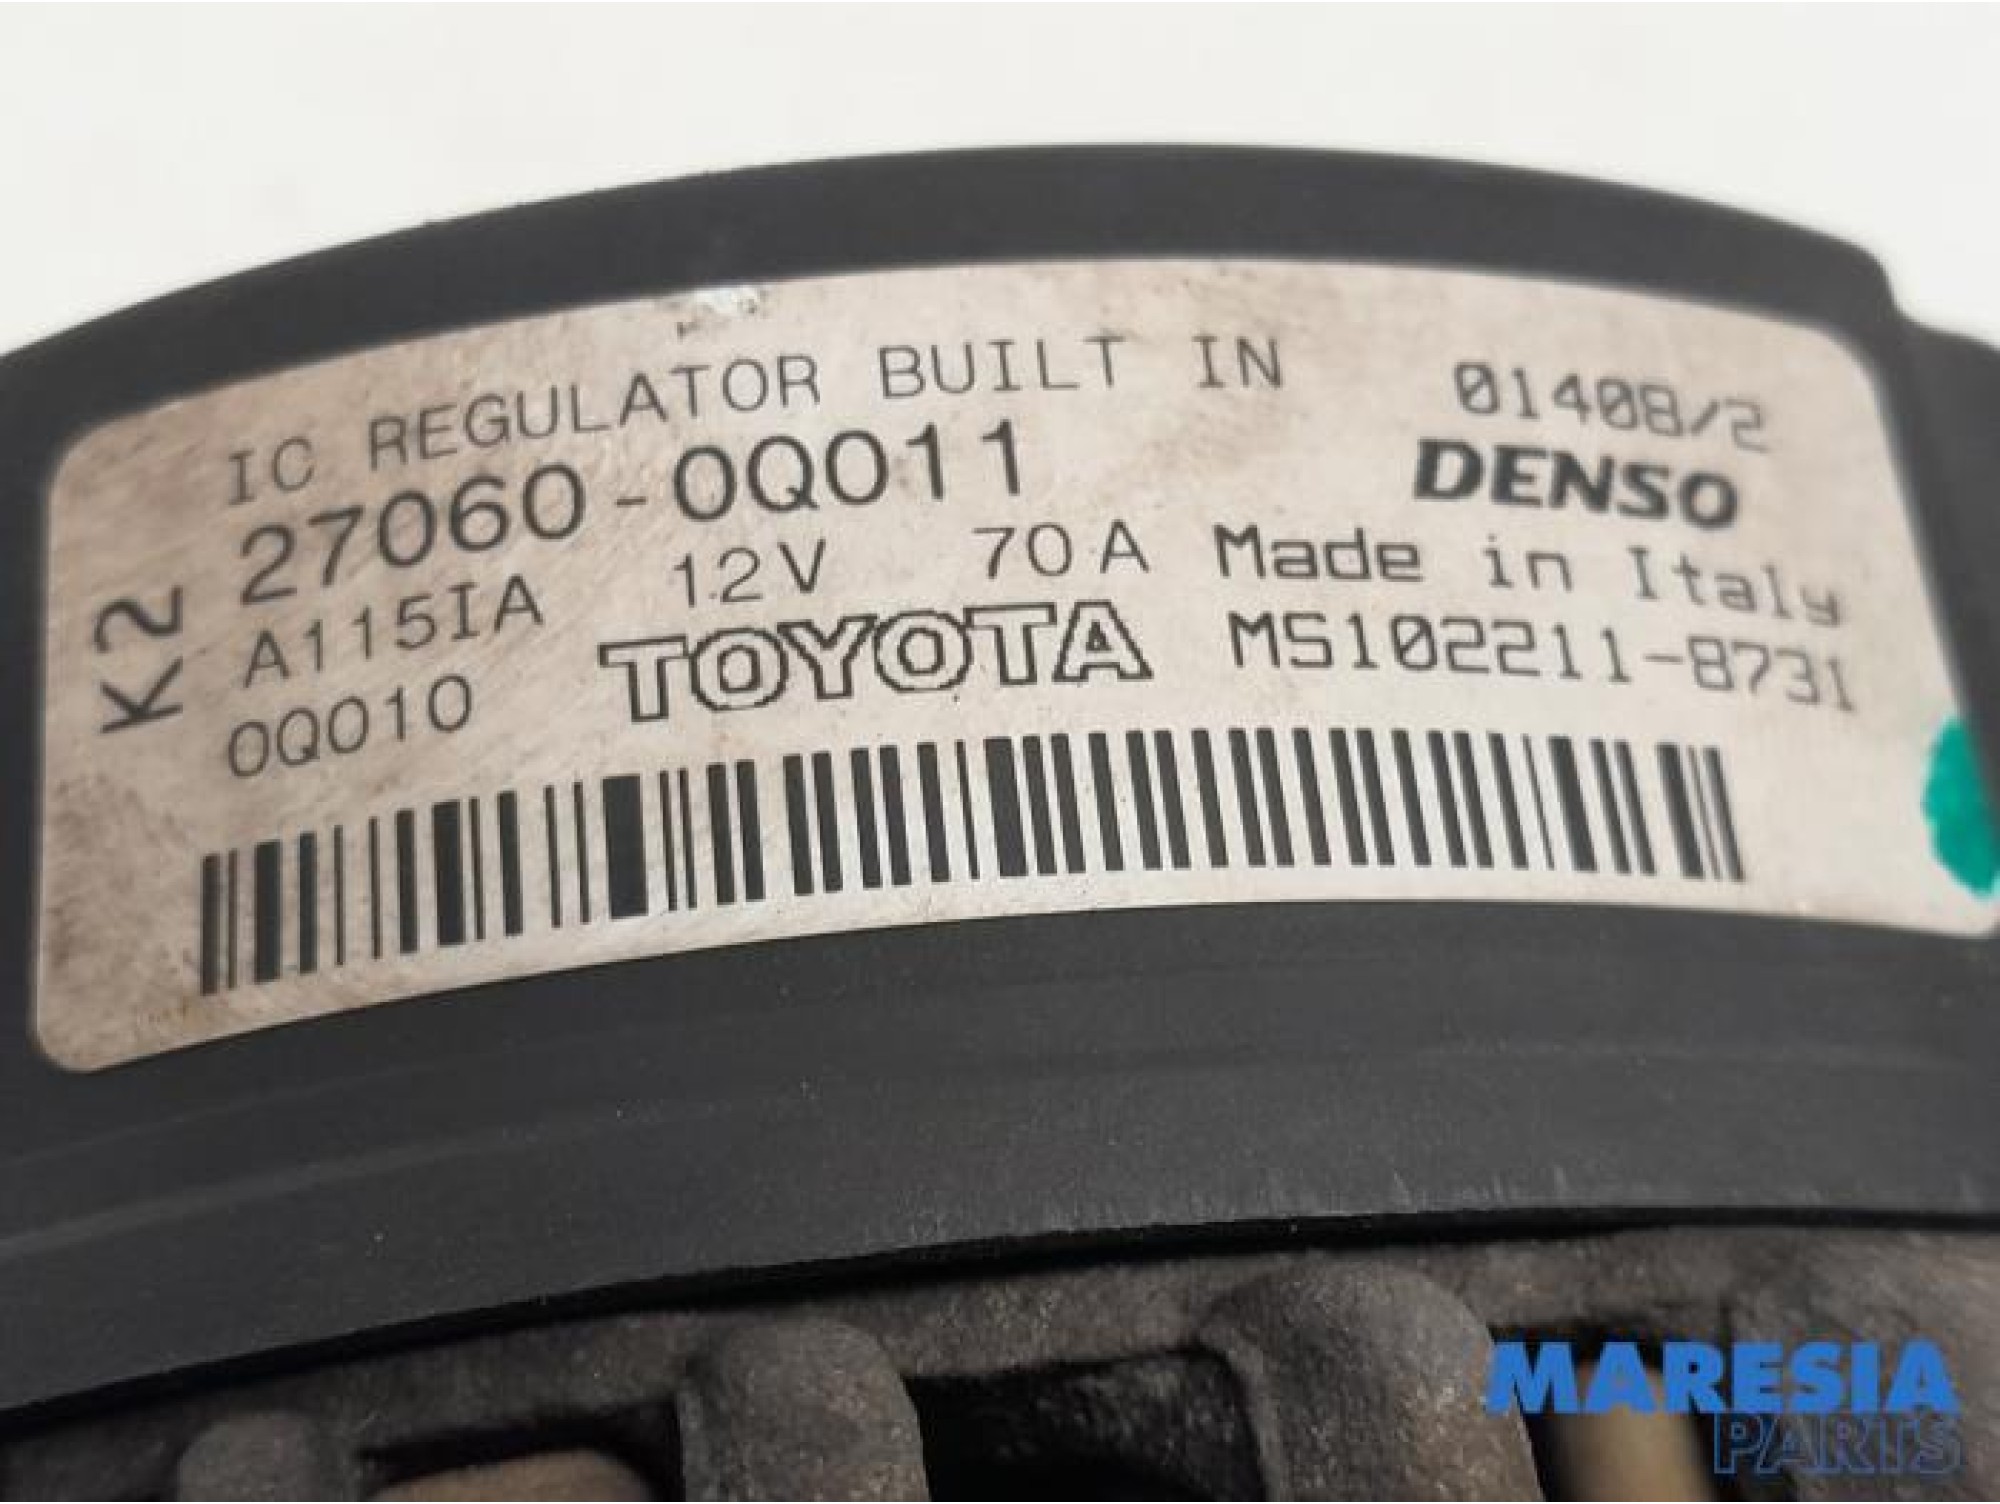 IC REGULATOR BUILT IN
01408/2
27060-0Q011
DENSO
K2
A115IA 12V 70A Made in Italy
0Q010 TOYOTA MS102211-8731
MARESIA
PARTS